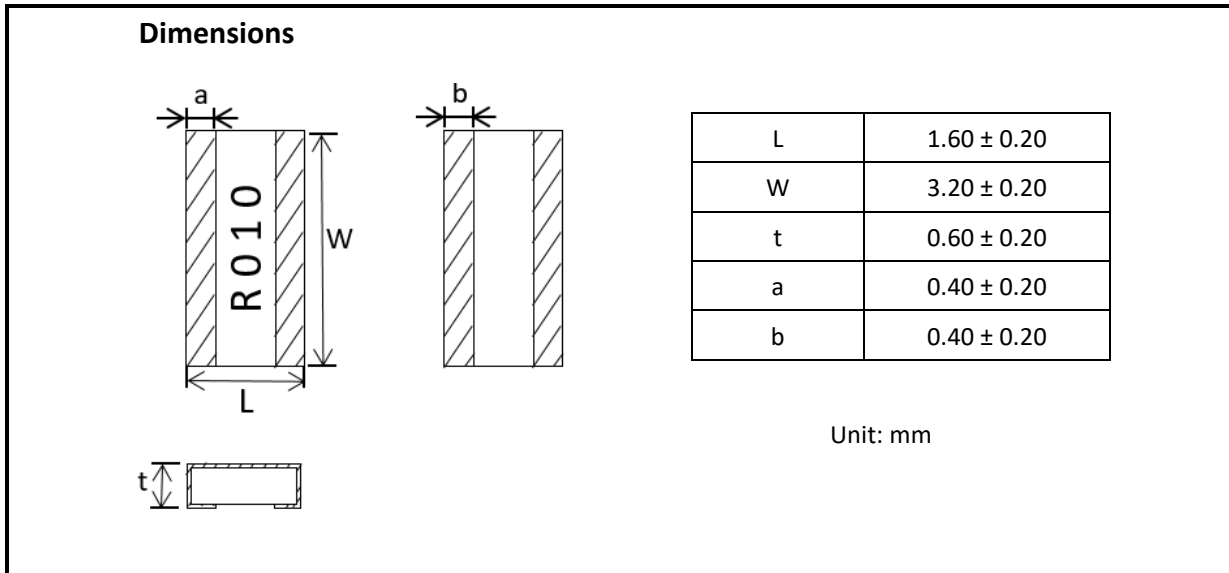 Dimensions
a
b
R010
W
L
t
L 1.60 ± 0.20
W 3.20 ± 0.20
t 0.60 ± 0.20
a 0.40 ± 0.20
b 0.40 ± 0.20
Unit: mm